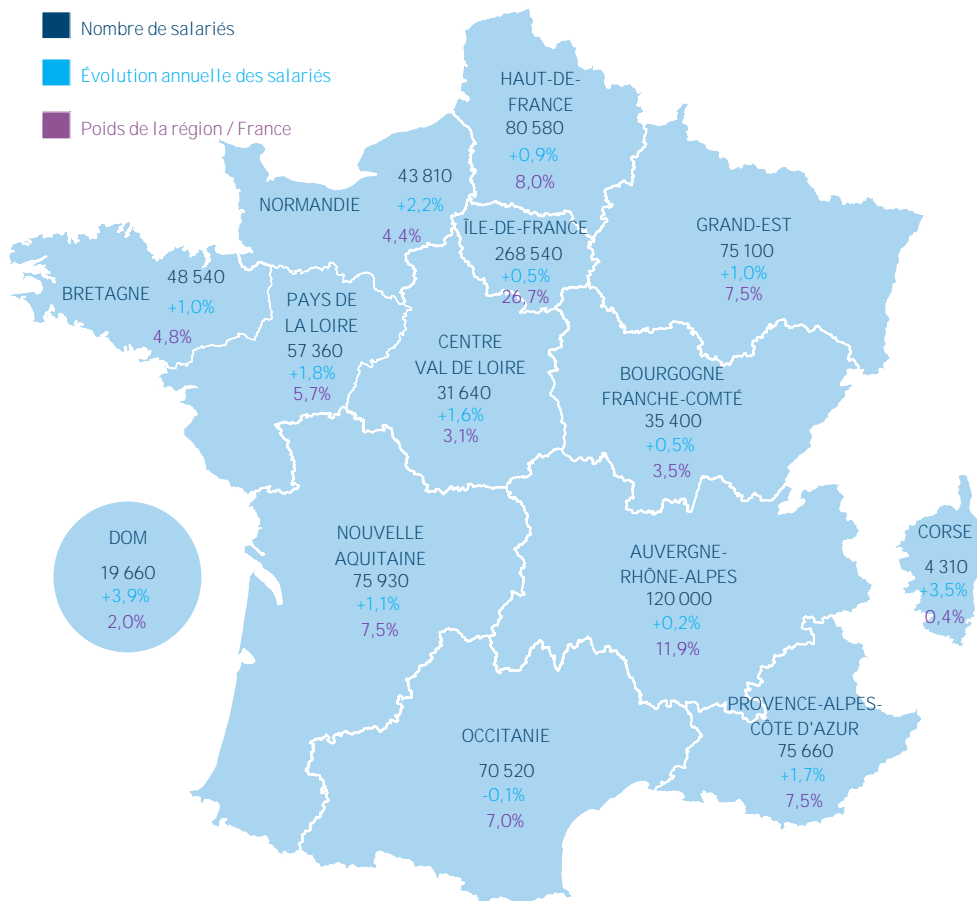 Nombre de salariés
Évolution annuelle des salariés
Poids de la région / France
HAUT-DE-
FRANCE
80 580
+0,9%
8,0%
NORMANDIE
43 810
+2,2%
4,4%
ÎLE-DE-FRANCE
268 540
+0,5%
26,7%
GRAND-EST
75 100
+1,0%
7,5%
BRETAGNE
48 540
+1,0%
4,8%
PAYS DE
LA LOIRE
57 360
+1,8%
5,7%
CENTRE
VAL DE LOIRE
31 640
+1,6%
3,1%
BOURGOGNE
FRANCHE-COMTÉ
35 400
+0,5%
3,5%
DOM
19 660
+3,9%
2,0%
NOUVELLE
AQUITAINE
75 930
+1,1%
7,5%
AUVERGNE-
RHÔNE-ALPES
120 000
+0,2%
11,9%
CORSE
4 310
+3,5%
0,4%
OCCITANIE
70 520
-0,1%
7,0%
PROVENCE-ALPES-
CÔTE D'AZUR
75 660
+1,7%
7,5%